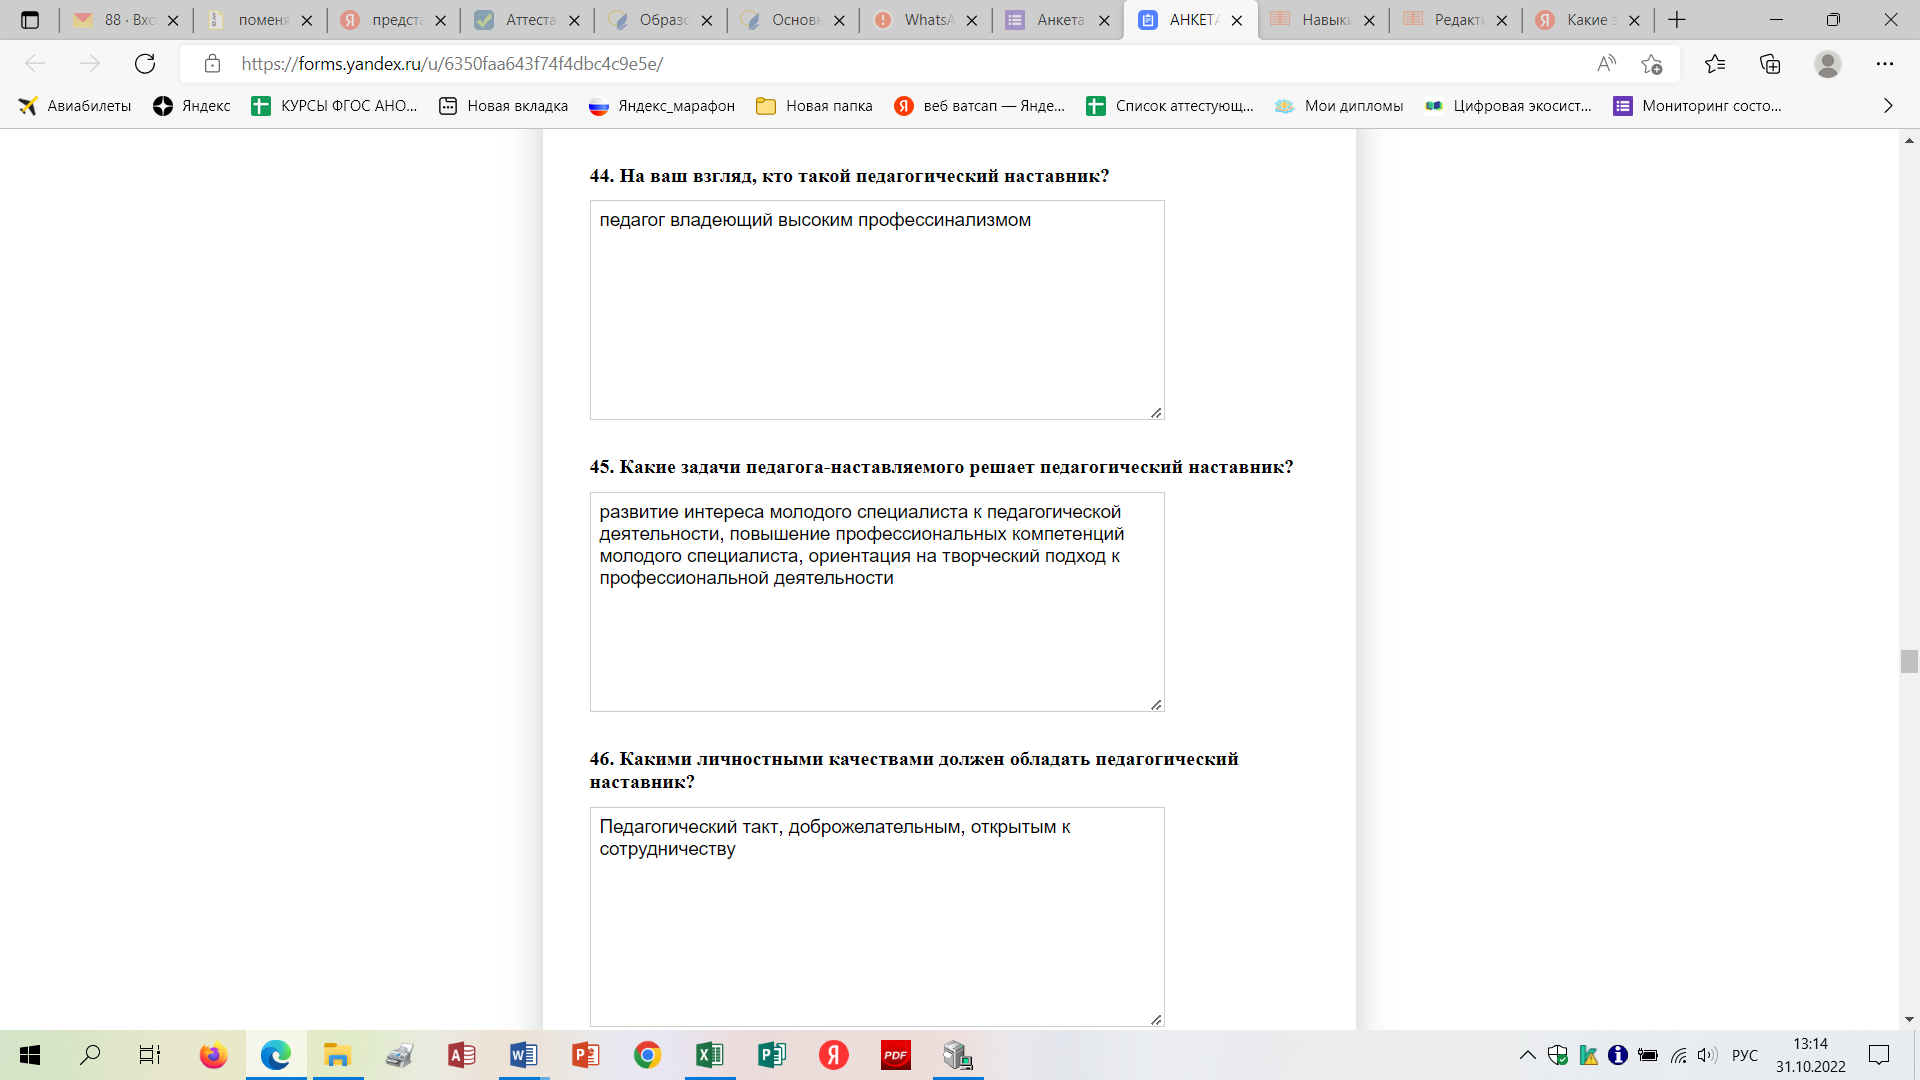 88 · Вхо
поменя
предста
Аттеста
Образо
Основн
WhatsA
Анкета
АНКЕТА
Навыки
Редакти
Какие з
https://forms.yandex.ru/u/6350faa643f74f4dbc4c9e5e/
Авиабилеты
Яндекс
КУРСЫ ФГОС АНО...
Новая вкладка
Яндекс_марафон
Новая папка
веб ватсап — Янде...
Список аттестующ...
Мои дипломы
Цифровая экосист...
Мониторинг состо...
44. На ваш взгляд, кто такой педагогический наставник?
педагог владеющий высоким профессинализмом
45. Какие задачи педагога-наставляемого решает педагогический наставник?
развитие интереса молодого специалиста к педагогической
деятельности, повышение профессиональных компетенций
молодого специалиста, ориентация на творческий подход к
профессиональной деятельности
46. Какими личностными качествами должен обладать педагогический
наставник?
Педагогический такт, доброжелательным, открытым к
сотрудничеству
РУС
13:14
31.10.2022